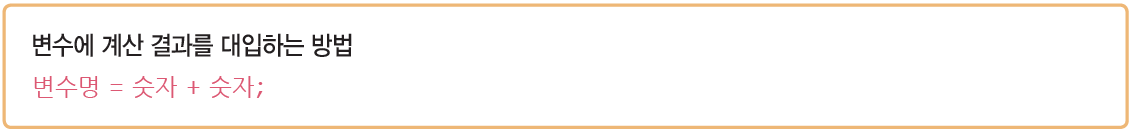 변수에 계산 결과를 대입하는 방법
변수명 = 숫자 + 숫자;